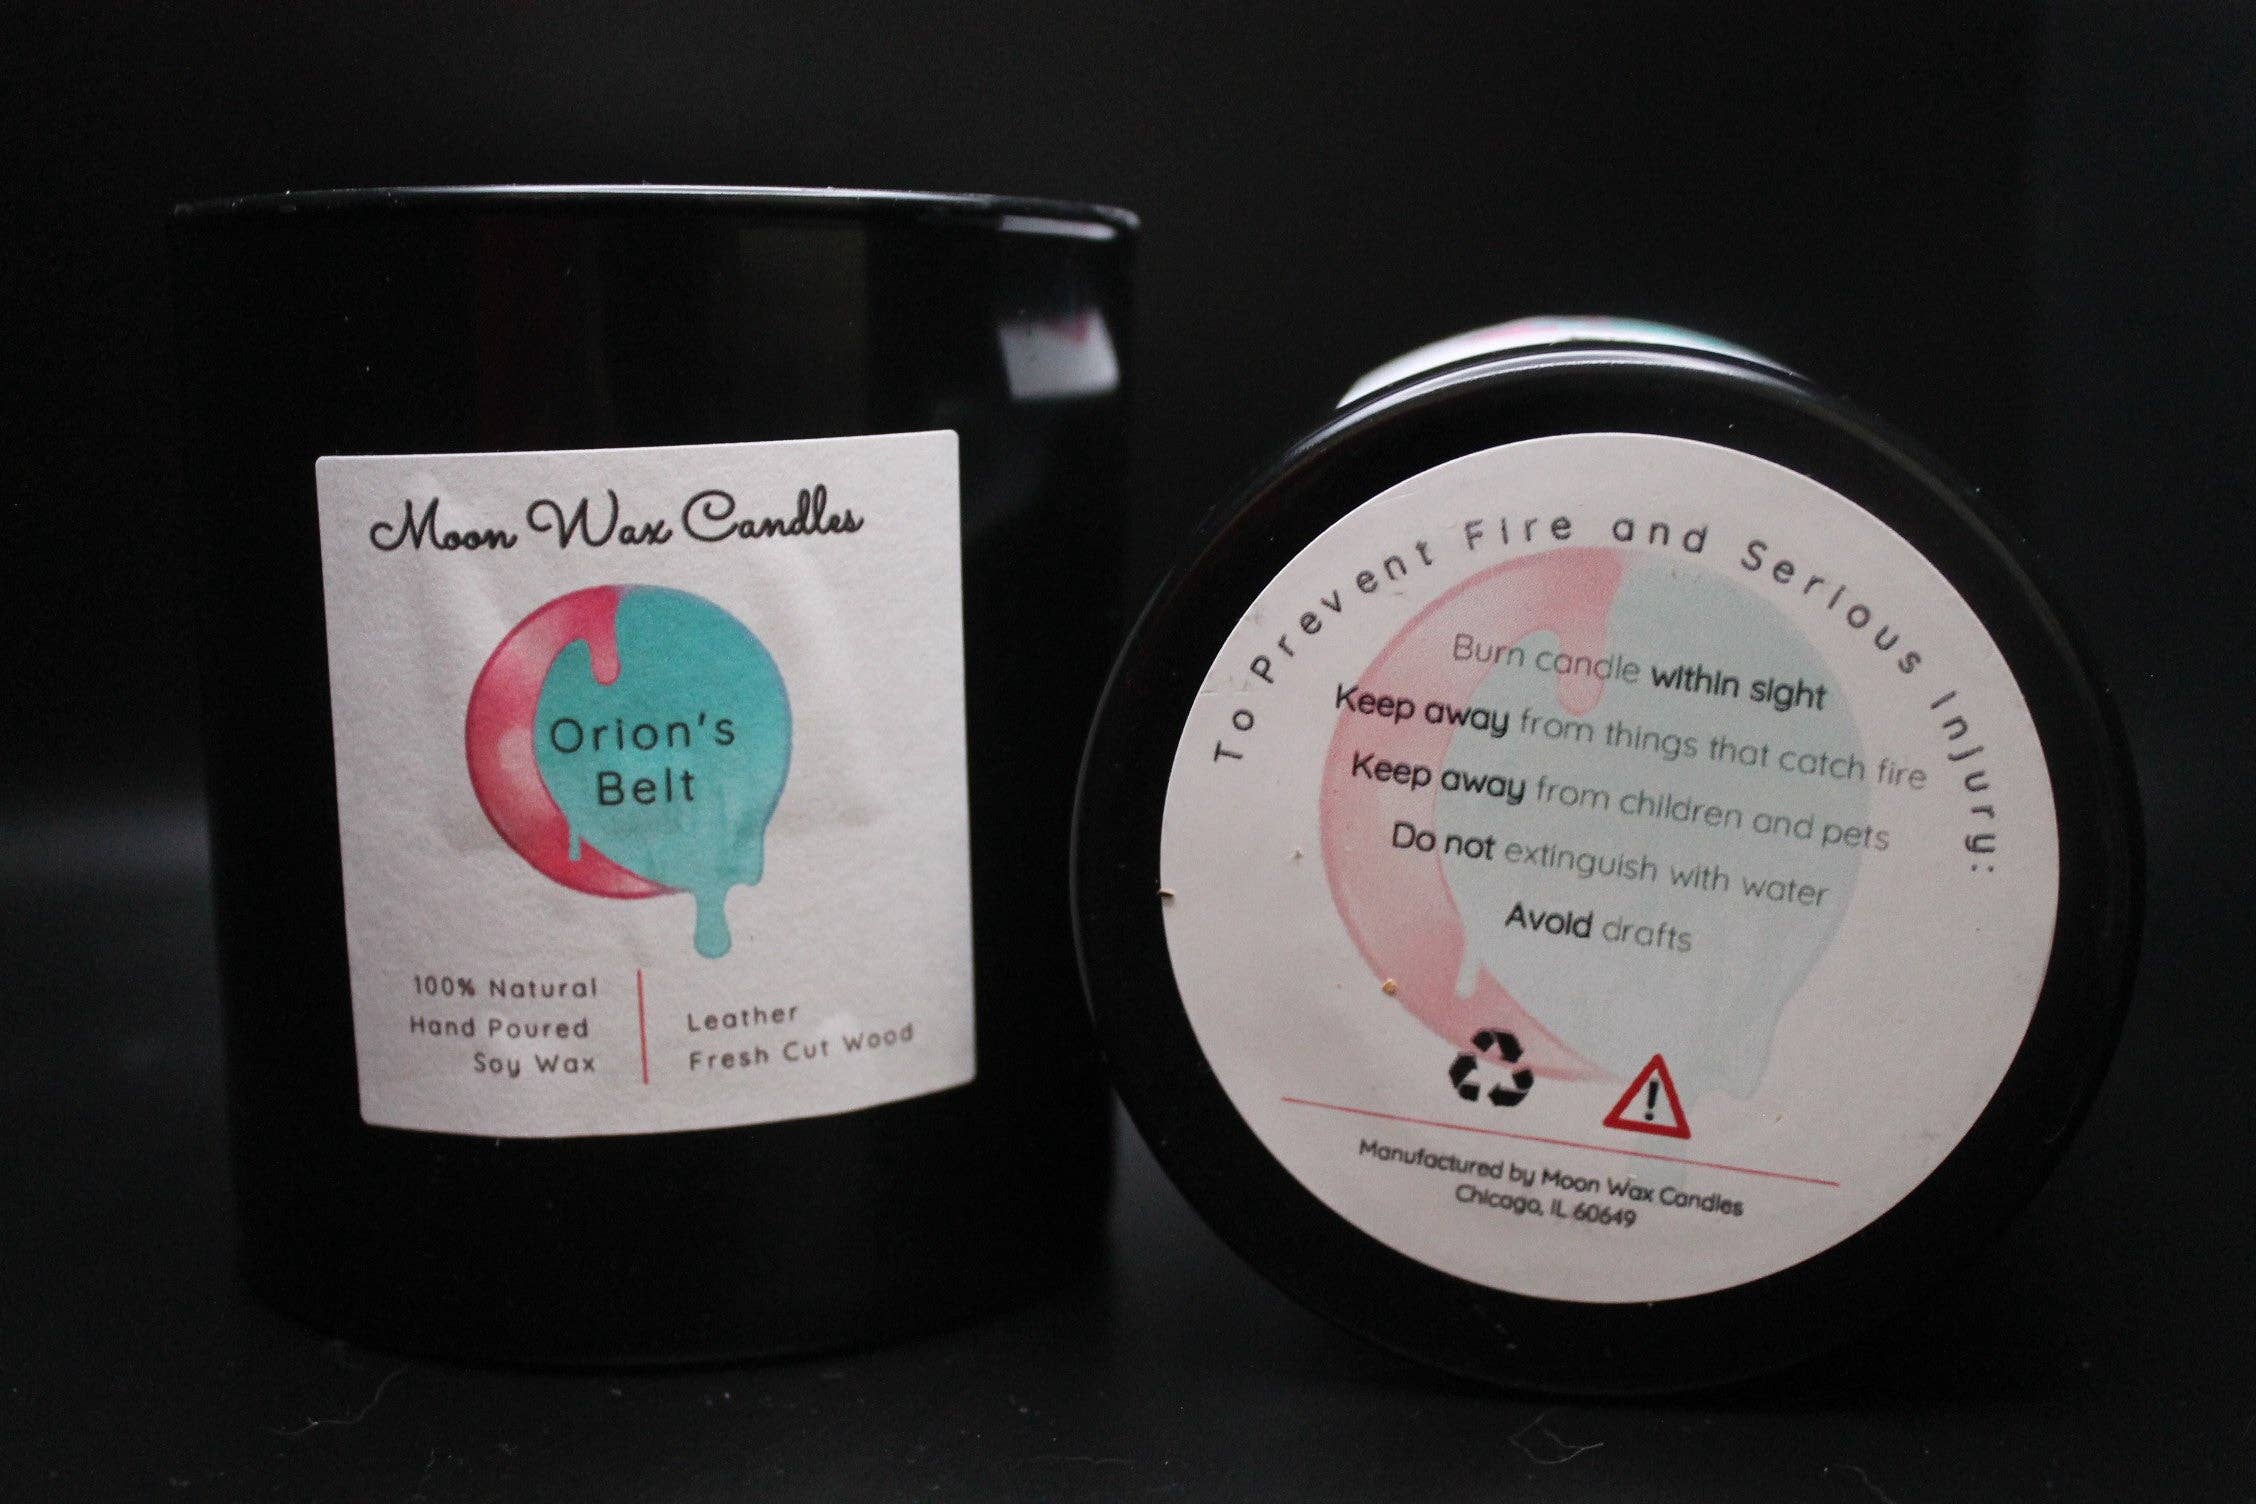 Moon Wax Candles
Orion's
Belt
100% Natural
Hand Poured
Soy Wax
Leather
Fresh Cut Wood
To Prevent Fire and Serious Injury:
Burn candle within sight
Keep away from things that catch fire
Keep away from children and pets
Do not extinguish with water
Avoid drafts
Manufactured by Moon Wax Candles
Chicago, IL 60649